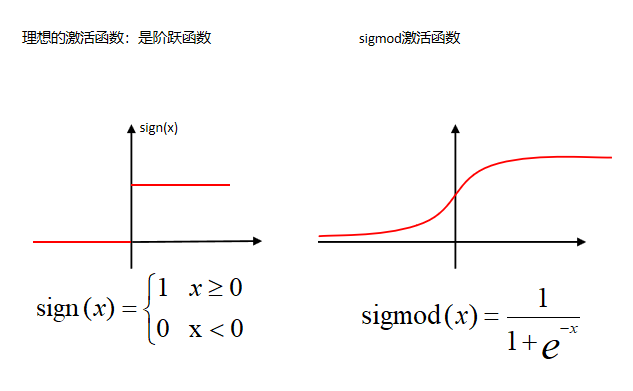 理想的激活函数：是阶跃函数
sigmod激活函数
sign(x)
sign(x) = {1 x ≥ 0
0 x < 0
sigmod(x) = 1 / (1 + e^{-x})